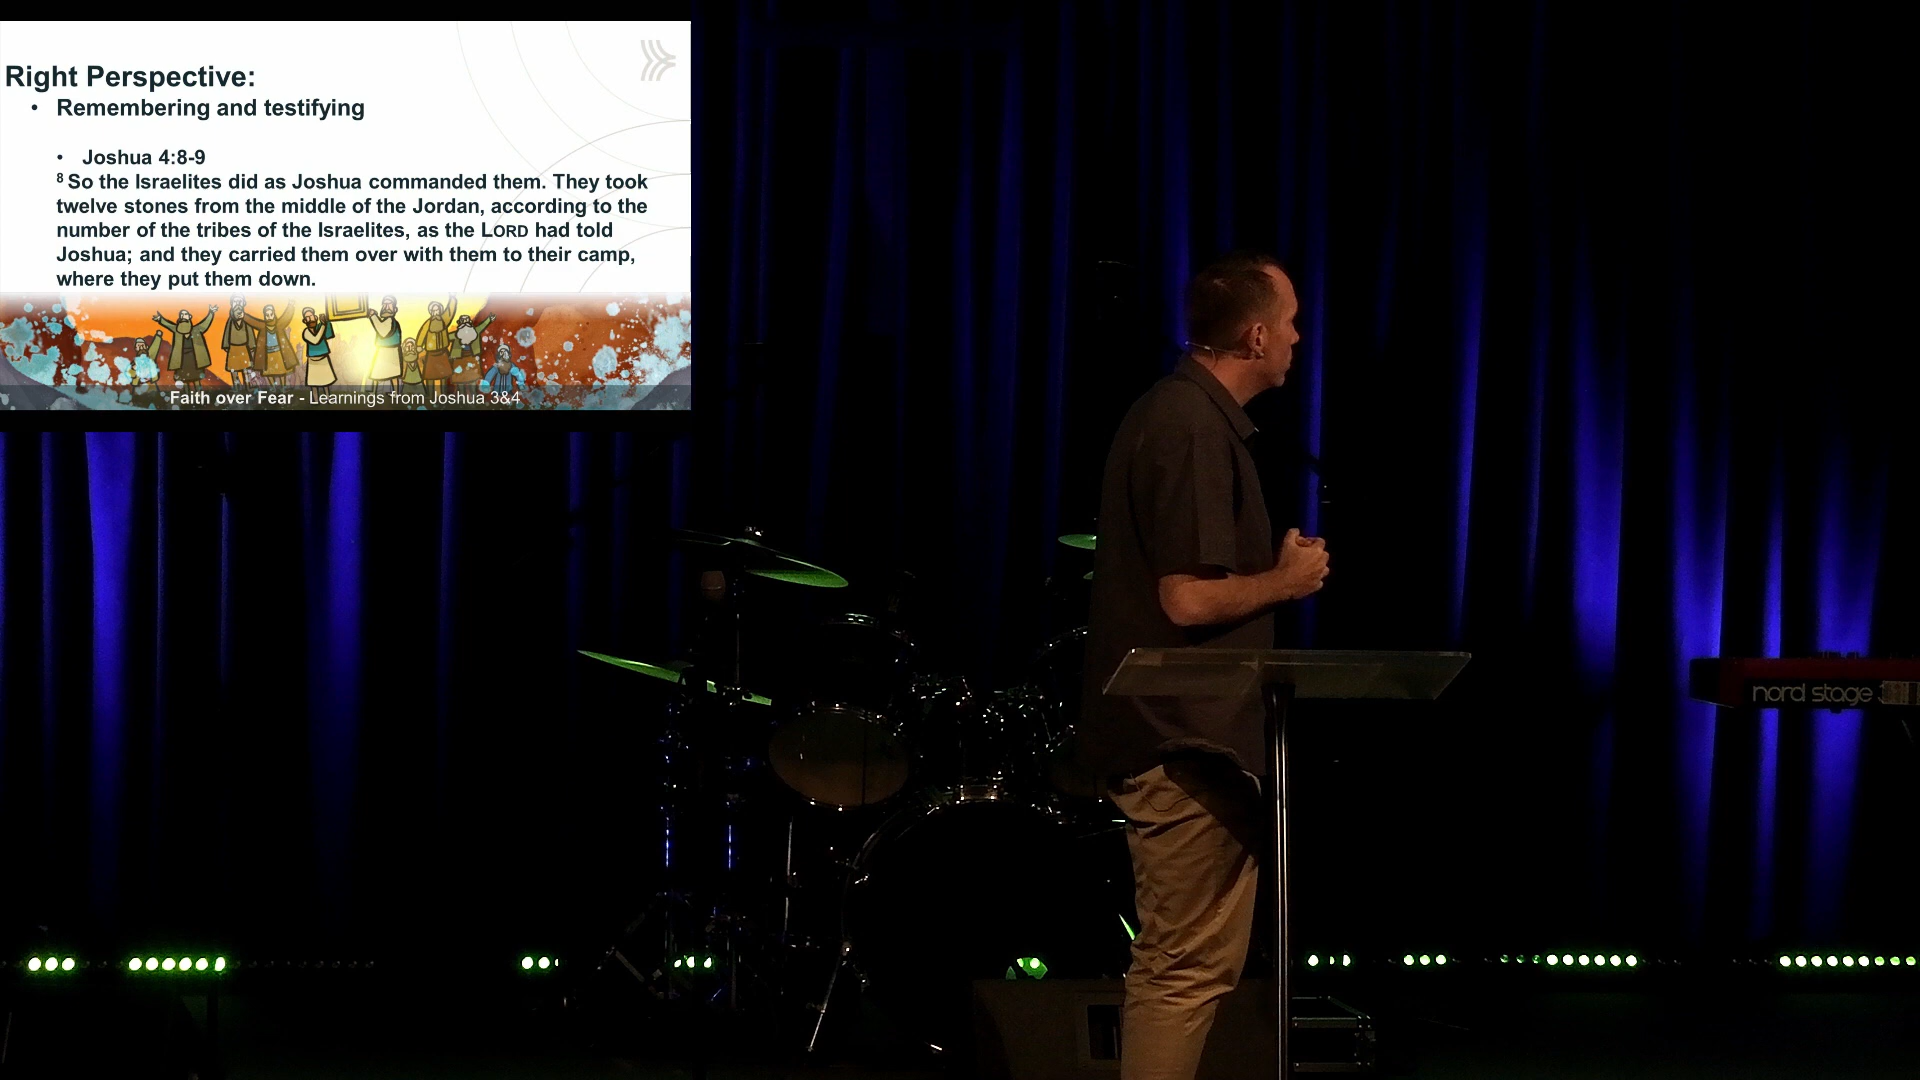 Right Perspective:
• Remembering and testifying
• Joshua 4:8-9
8 So the Israelites did as Joshua commanded them. They took
twelve stones from the middle of the Jordan, according to the
number of the tribes of the Israelites, as the LORD had told
Joshua; and they carried them over with them to their camp,
where they put them down.
Faith over Fear - Learnings from Joshua 3&4
nord stage